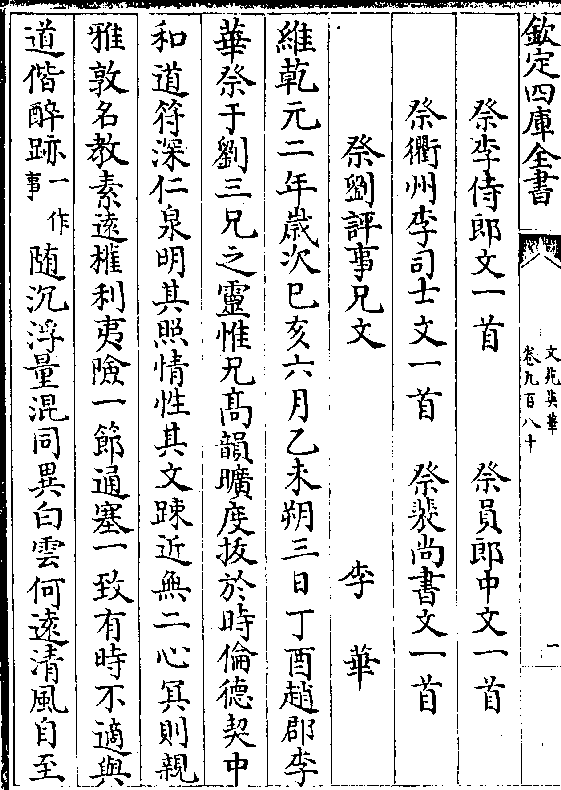 欽定四庫全書
文苑英華
卷九百八十
二
祭李侍郎文一首　祭員郎中文一首
祭衢州李司士文一首　祭裴尚書文一首
祭劉評事兄文　李華
維乾元二年歳次己亥六月乙未朔三日丁酉趙郡李
華祭于劉三兄之靈惟兄髙韻曠度抜於時倫德契中
和道符深仁泉明其照情性其文踈近無二心冥則親
雅敦名教素逺權利夷險一節通塞一致有時不適與
道偕醉跡一作事随沉浮量混同異白雲何逺清風自至